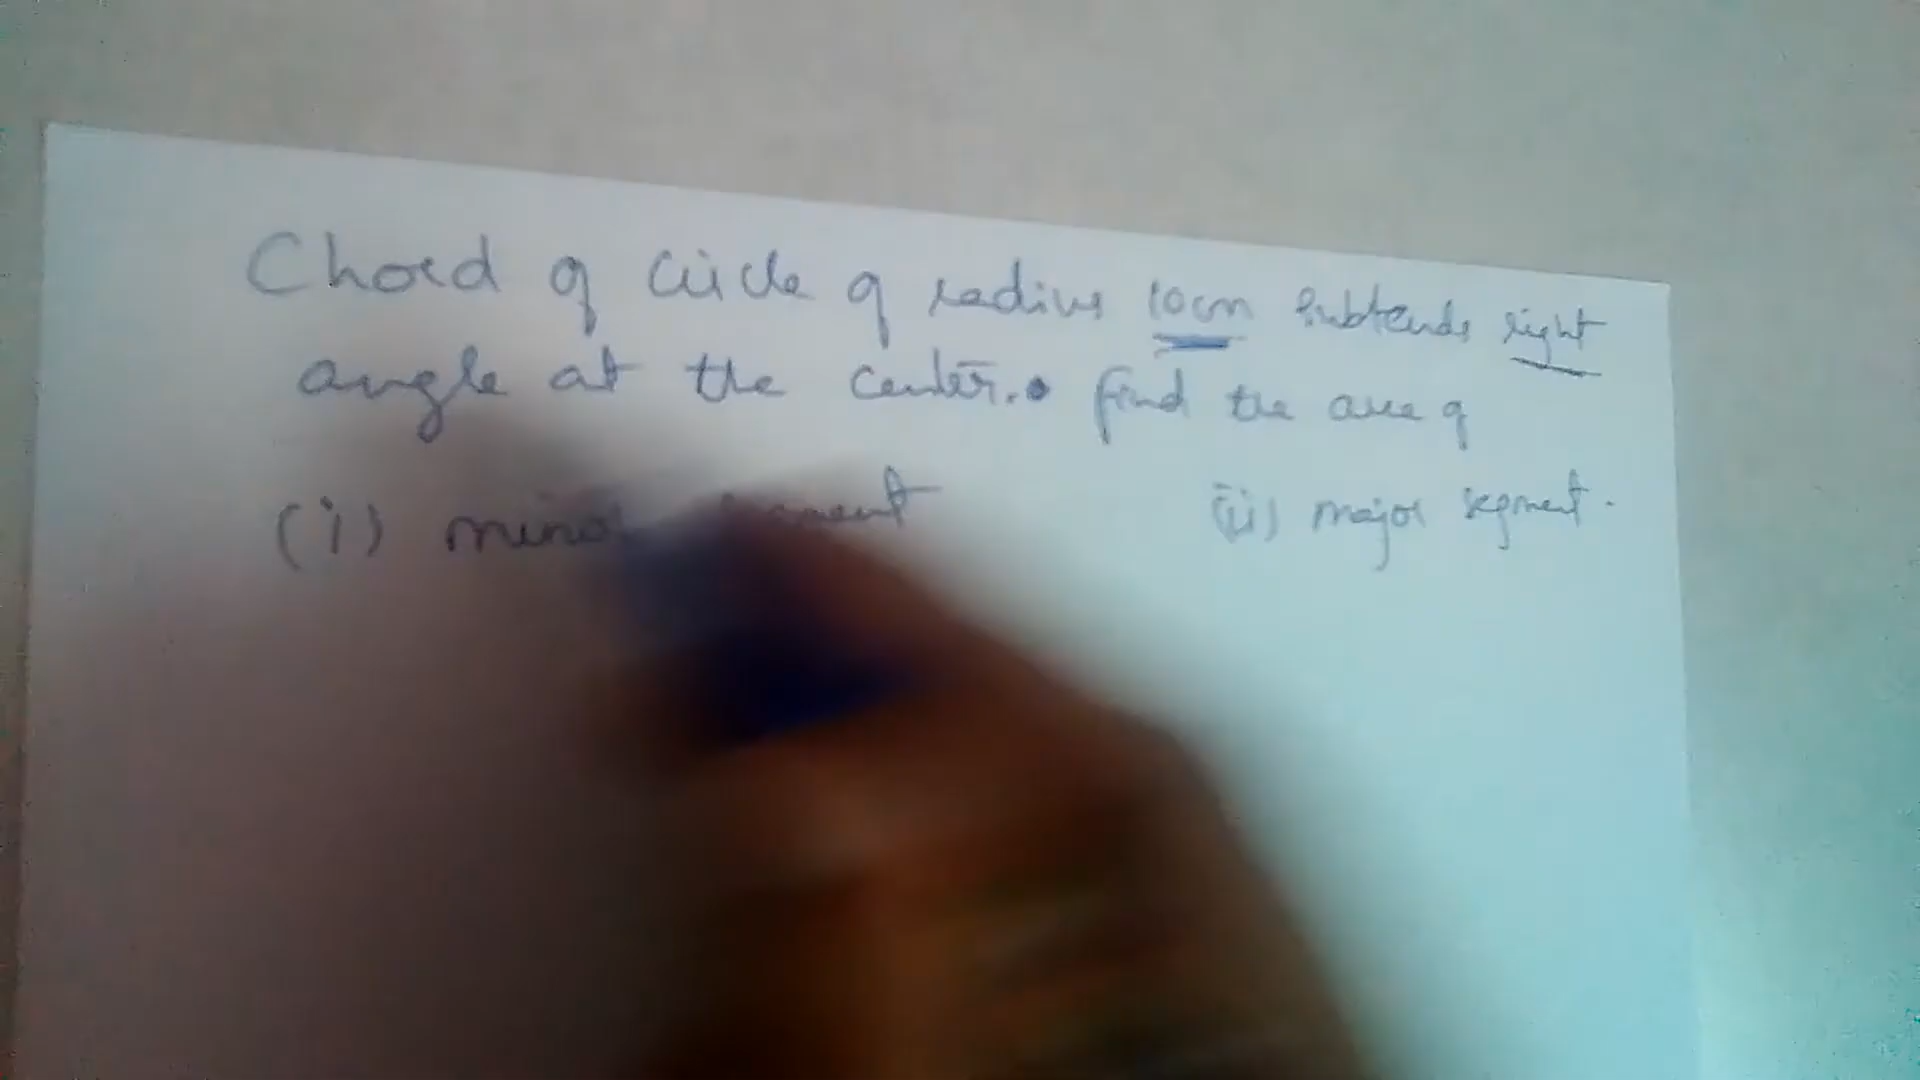 Chord of circle of radius 10cm subtends right
angle at the center. find the area of
(i) minor
(ii) major segment.